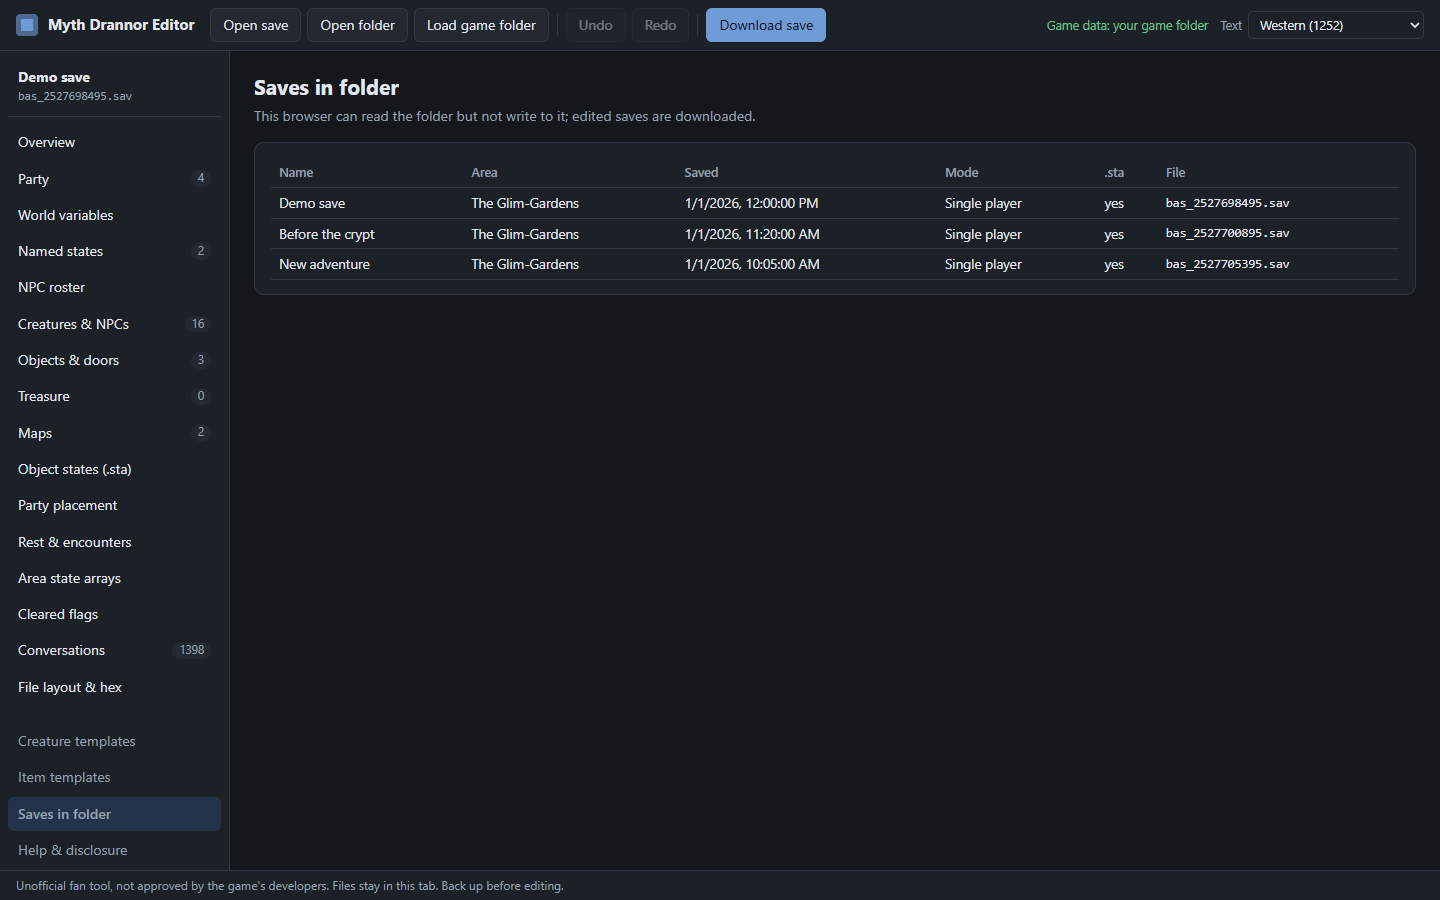 Myth Drannor Editor
Open save
Open folder
Load game folder
Undo
Redo
Download save
Game data: your game folder
Text
Western (1252)
Demo save
bas_2527698495.sav
Overview
Party 4
World variables
Named states 2
NPC roster
Creatures & NPCs 16
Objects & doors 3
Treasure 0
Maps 2
Object states (.sta)
Party placement
Rest & encounters
Area state arrays
Cleared flags
Conversations 1398
File layout & hex
Creature templates
Item templates
Saves in folder
Help & disclosure
Saves in folder
This browser can read the folder but not write to it; edited saves are downloaded.
Name Area Saved Mode .sta File
Demo save The Glim-Gardens 1/1/2026, 12:00:00 PM Single player yes bas_2527698495.sav
Before the crypt The Glim-Gardens 1/1/2026, 11:20:00 AM Single player yes bas_2527700895.sav
New adventure The Glim-Gardens 1/1/2026, 10:05:00 AM Single player yes bas_2527705395.sav
Unofficial fan tool, not approved by the game's developers. Files stay in this tab. Back up before editing.